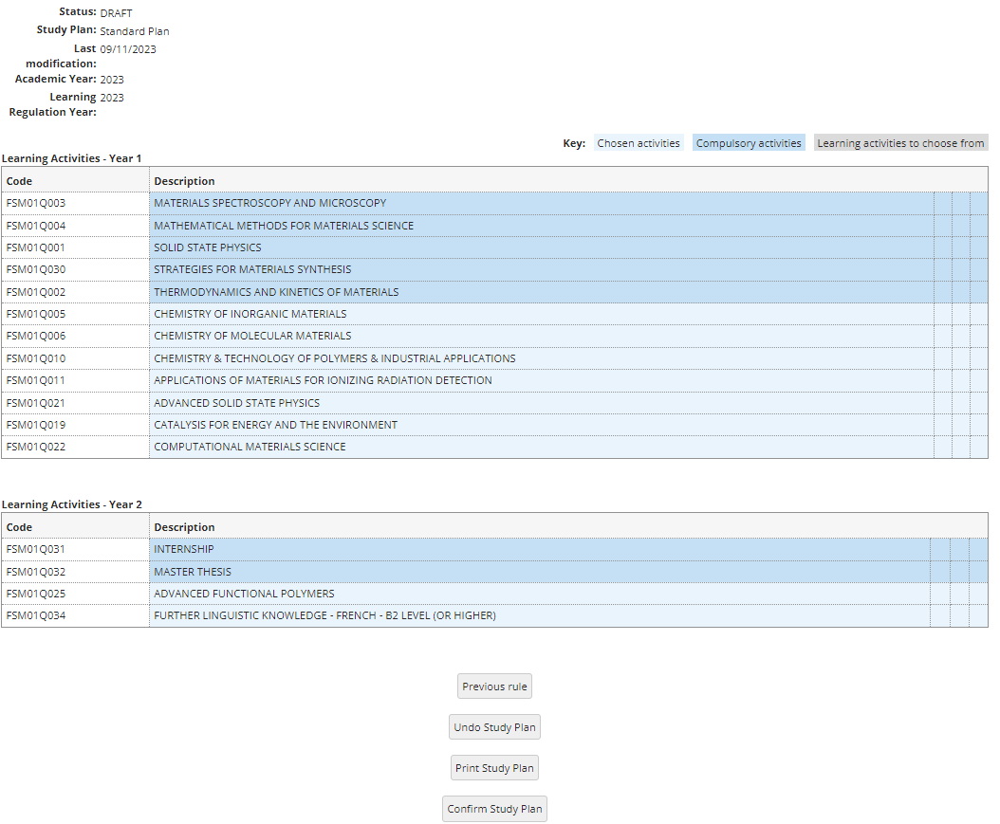 Status: DRAFT
Study Plan: Standard Plan
Last modification: 09/11/2023
Academic Year: 2023
Learning Regulation Year: 2023
Key: Chosen activities Compulsory activities Learning activities to choose from
Learning Activities - Year 1
Code Description
FSM01Q003 MATERIALS SPECTROSCOPY AND MICROSCOPY
FSM01Q004 MATHEMATICAL METHODS FOR MATERIALS SCIENCE
FSM01Q001 SOLID STATE PHYSICS
FSM01Q030 STRATEGIES FOR MATERIALS SYNTHESIS
FSM01Q002 THERMODYNAMICS AND KINETICS OF MATERIALS
FSM01Q005 CHEMISTRY OF INORGANIC MATERIALS
FSM01Q006 CHEMISTRY OF MOLECULAR MATERIALS
FSM01Q010 CHEMISTRY & TECHNOLOGY OF POLYMERS & INDUSTRIAL APPLICATIONS
FSM01Q011 APPLICATIONS OF MATERIALS FOR IONIZING RADIATION DETECTION
FSM01Q021 ADVANCED SOLID STATE PHYSICS
FSM01Q019 CATALYSIS FOR ENERGY AND THE ENVIRONMENT
FSM01Q022 COMPUTATIONAL MATERIALS SCIENCE
Learning Activities - Year 2
Code Description
FSM01Q031 INTERNSHIP
FSM01Q032 MASTER THESIS
FSM01Q025 ADVANCED FUNCTIONAL POLYMERS
FSM01Q034 FURTHER LINGUISTIC KNOWLEDGE - FRENCH - B2 LEVEL (OR HIGHER)
Previous rule
Undo Study Plan
Print Study Plan
Confirm Study Plan